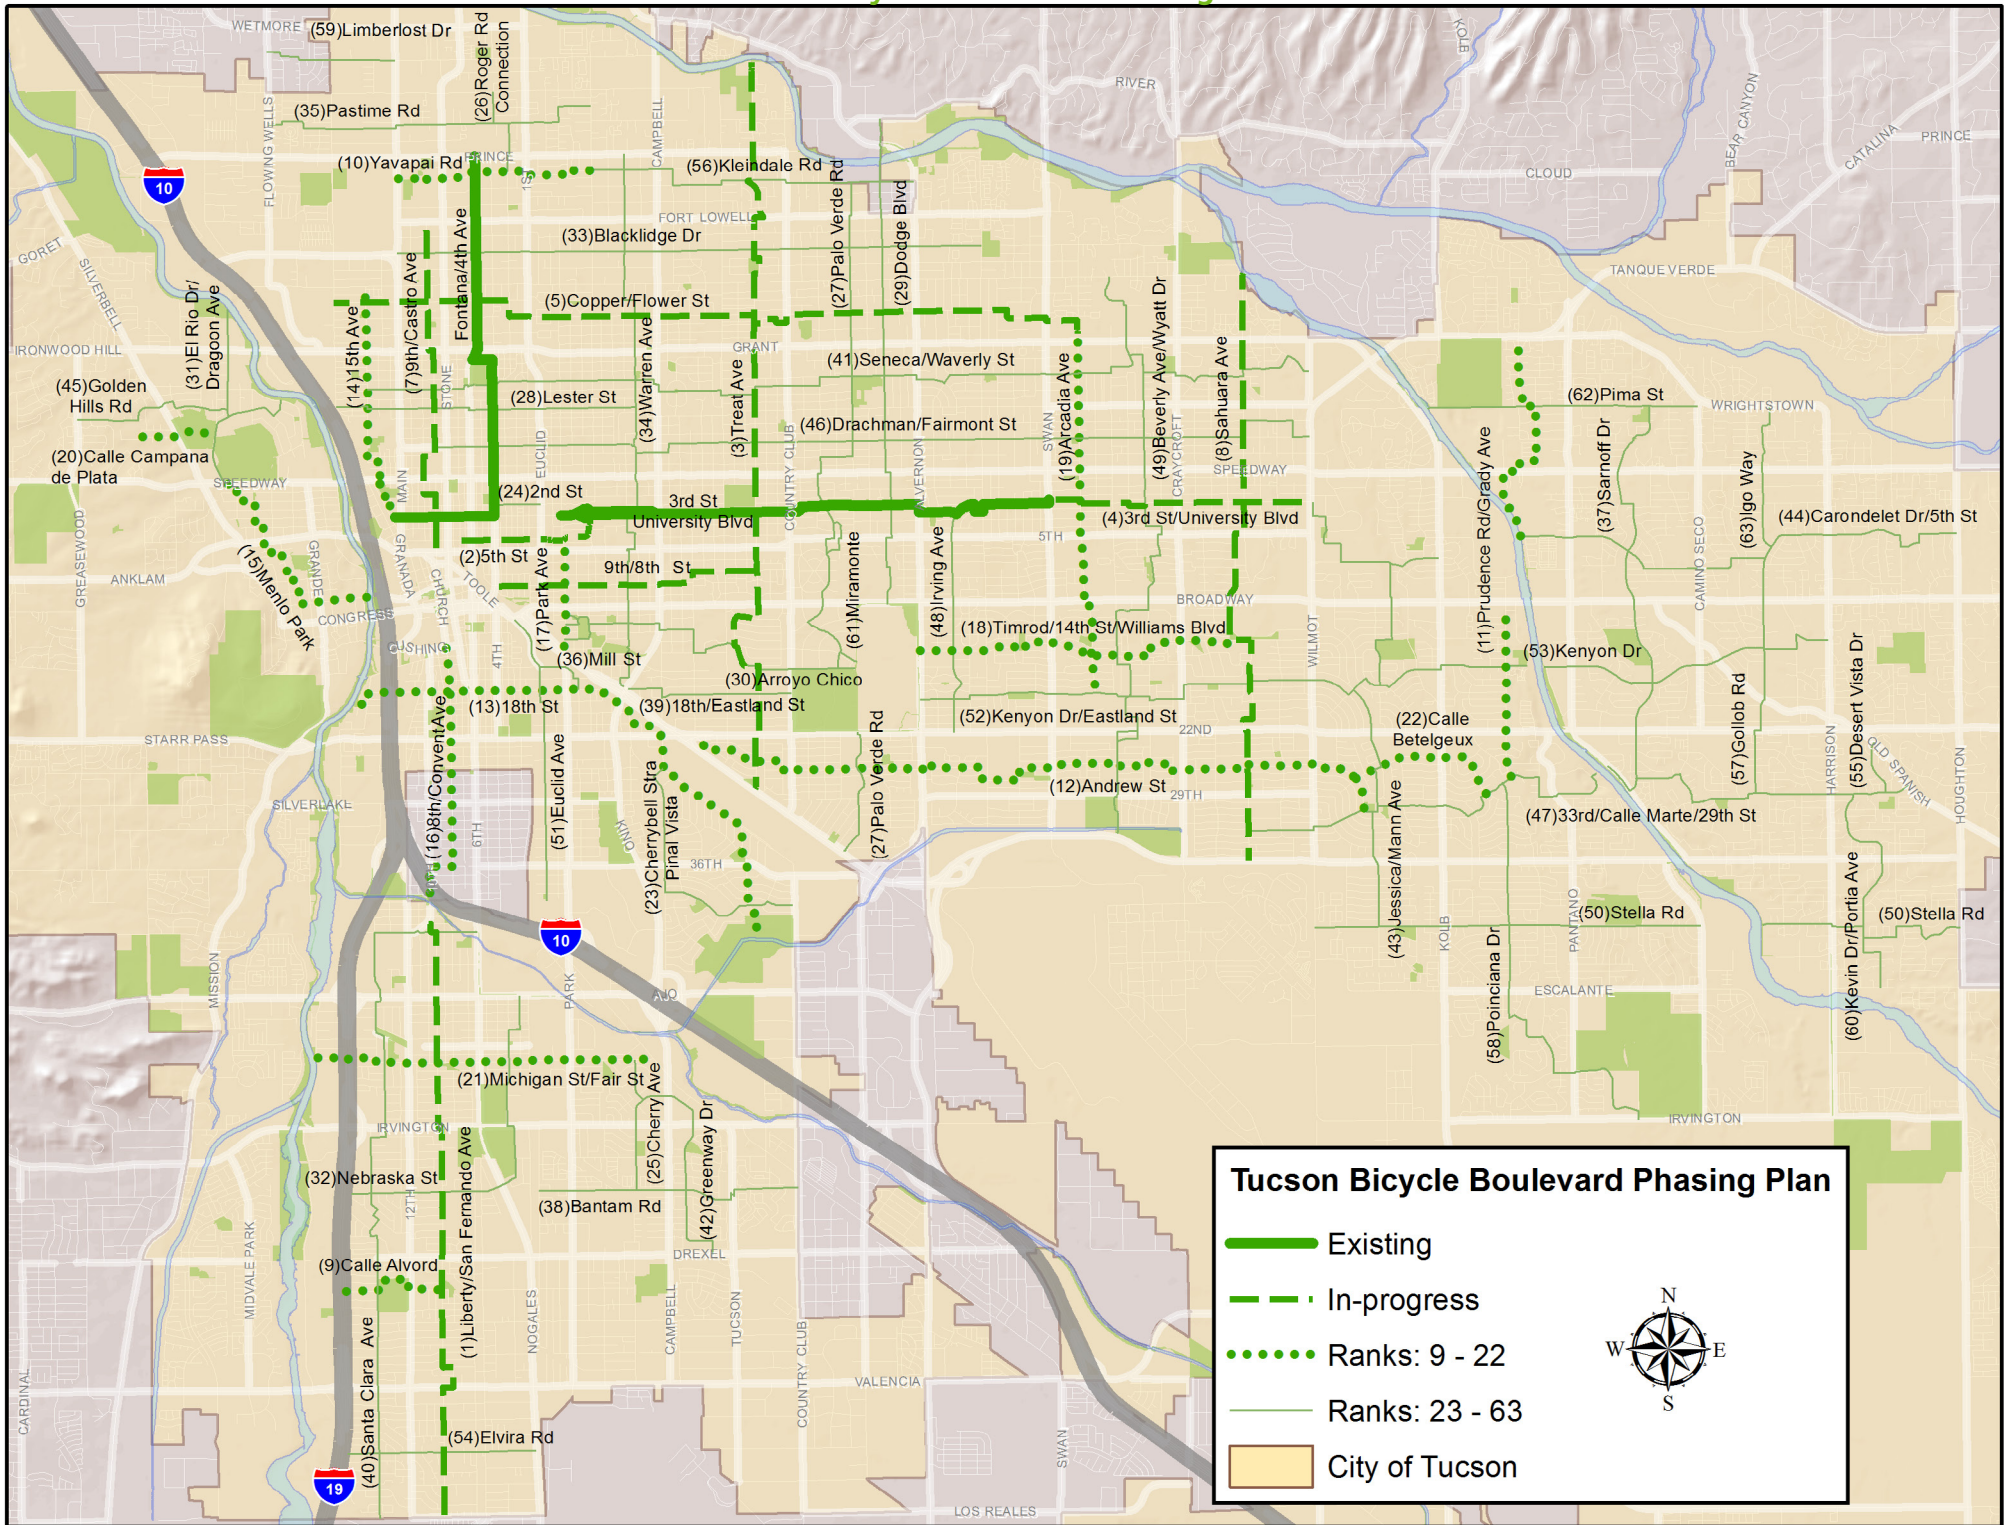 WETMORE
(59)Limberlost Dr
(26)Roger Rd
Connection
KOLB
RIVER
BEAR CANYON
CATALINA
PRINCE
(35)Pastime Rd
FLOWING WELLS
CAMPBELL
10
(10)Yavapai Rd
PRINCE
1ST
(56)Kleindale Rd
(27)Palo Verde Rd
(29)Dodge Blvd
CLOUD
FORT LOWELL
(33)Blacklidge Dr
GORET
SILVERBELL
(31)El Rio Dr/
Dragoon Ave
(7)9th/Castro Ave
Fontana/4th Ave
TANQUE VERDE
(5)Copper/Flower St
(14)15th Ave
(34)Warren Ave
(49)Beverly Ave/Wyatt Dr
(8)Sahuara Ave
IRONWOOD HILL
GRANT
(41)Seneca/Waverly St
(45)Golden
Hills Rd
STONE
(28)Lester St
(3)Treat Ave
(19)Arcadia Ave
(62)Pima St
WRIGHTSTOWN
(46)Drachman/Fairmont St
SWAN
CRAYCROFT
(20)Calle Campana
de Plata
EUCLID
COUNTRY CLUB
ALVERNON
(11)Prudence Rd/Grady Ave
(37)Sarnoff Dr
(63)Igo Way
SPEEDWAY
SPEEDWAY
MAIN
(24)2nd St
3rd St
University Blvd
(4)3rd St/University Blvd
(44)Carondelet Dr/5th St
5TH
GREASEWOOD
(15)Menlo Park
GRANDE
GRANADA
(2)5th St
(17)Park Ave
9th/8th St
(61)Miramonte
(48)Irving Ave
CAMINO SECO
ANKLAM
CHURCH
TOOLE
CONGRESS
BROADWAY
CUSHING
4TH
(36)Mill St
(18)Timrod/14th St/Williams Blvd
WILMOT
(53)Kenyon Dr
(55)Desert Vista Dr
(30)Arroyo Chico
(13)18th St
(39)18th/Eastland St
(52)Kenyon Dr/Eastland St
22ND
(22)Calle
Betelgeux
(57)Gollob Rd
HARRISON
OLD SPANISH
HOUGHTON
STARR PASS
(16)8th/Convent Ave
(51)Euclid Ave
(23)Cherrybell Stra
Pinal Vista
(27)Palo Verde Rd
(12)Andrew St
29TH
SILVERLAKE
6TH
KINO
36TH
(43)Jessica/Mann Ave
(47)33rd/Calle Marte/29th St
(60)Kevin Dr/Portia Ave
10
(50)Stella Rd
(50)Stella Rd
KOLB
PANTANO
(58)Poinciana Dr
MISSION
PARK
AJO
ESCALANTE
(21)Michigan St/Fair St
(25)Cherry Ave
(42)Greenway Dr
IRVINGTON
IRVINGTON
(32)Nebraska St
12TH
(1)Liberty/San Fernando Ave
(38)Bantam Rd
DREXEL
MIDVALE PARK
(9)Calle Alvord
NOGALES
CAMPBELL
TUCSON
COUNTRY CLUB
CARDINAL
(40)Santa Clara Ave
VALENCIA
(54)Elvira Rd
SWAN
19
LOS REALES
Tucson Bicycle Boulevard Phasing Plan
Existing
In-progress
Ranks: 9 - 22
Ranks: 23 - 63
City of Tucson
N
W
E
S